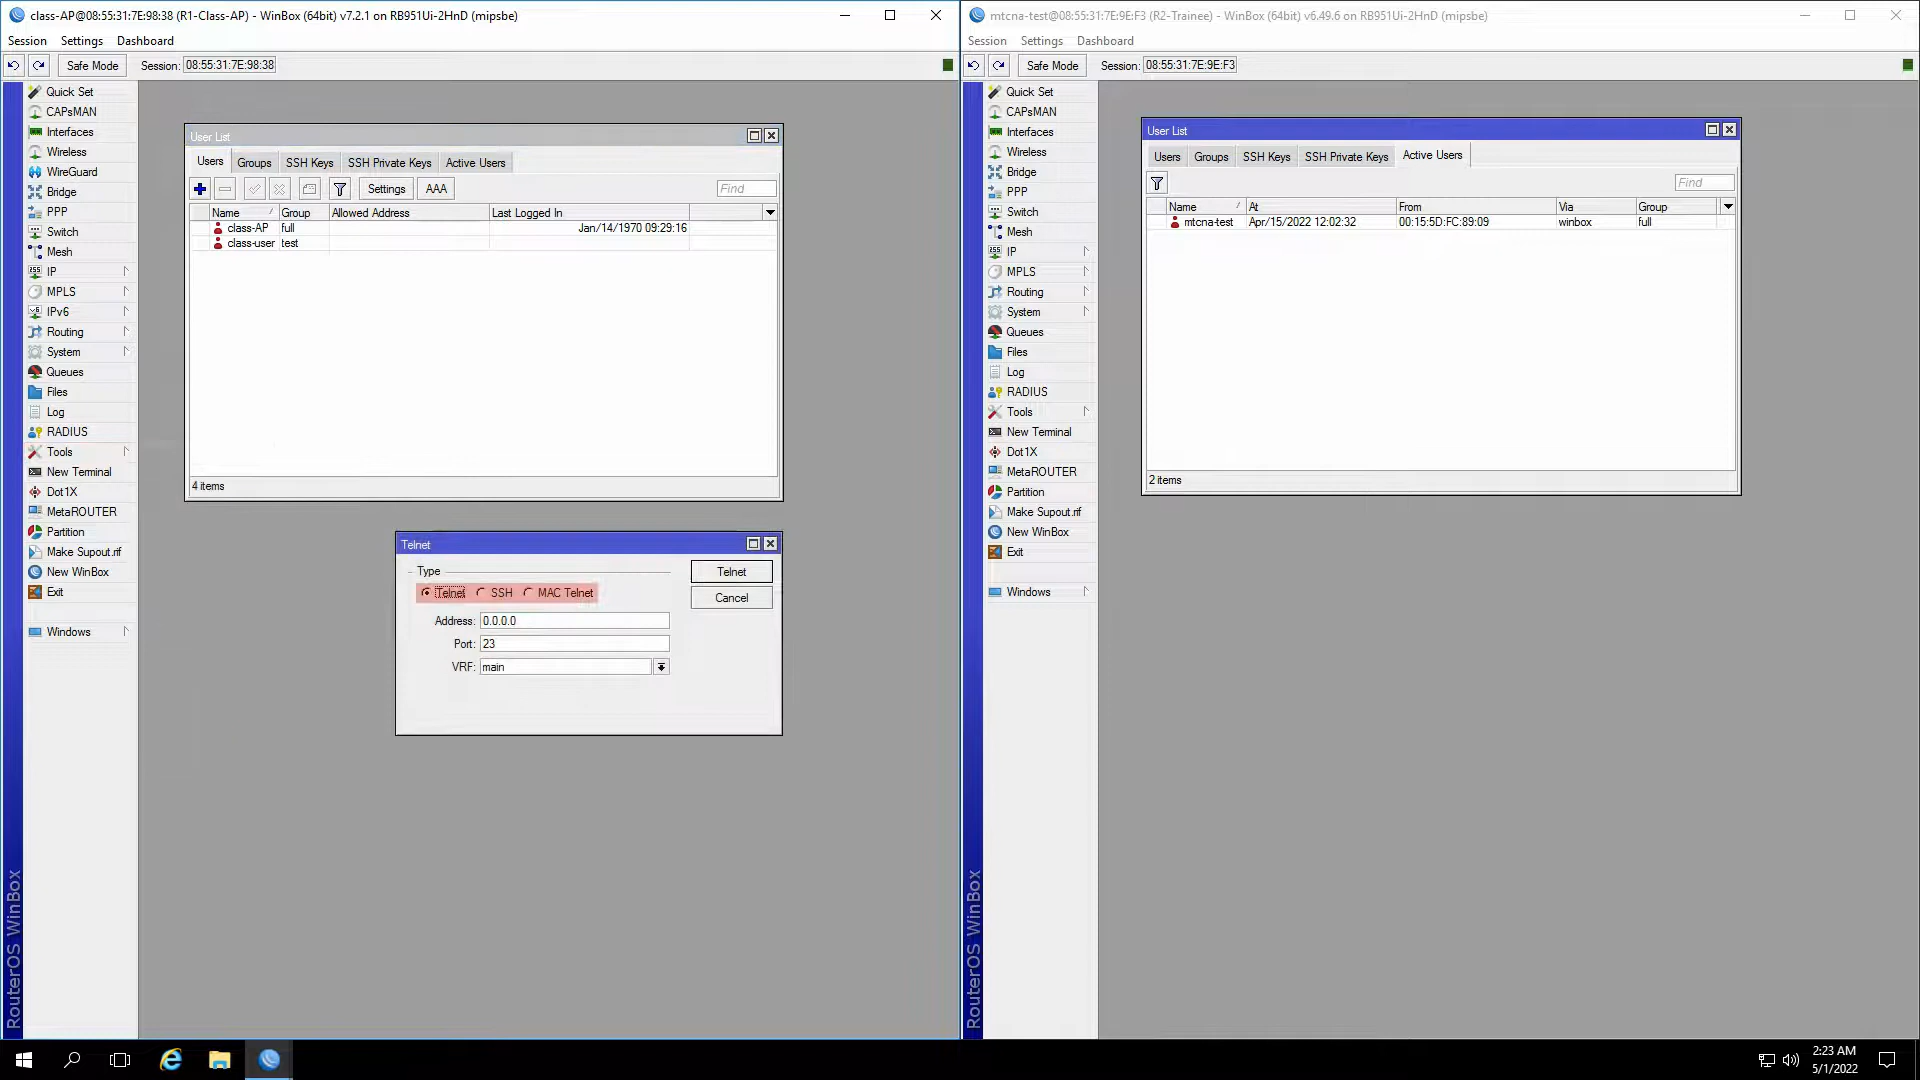 class-AP@08:55:31:7E:98:38 (R1-Class-AP) - WinBox (64bit) v7.2.1 on RB951Ui-2HnD (mipsbe)
Session Settings Dashboard
Safe Mode Session: 08:55:31:7E:98:38
Quick Set
CAPsMAN
Interfaces
Wireless
WireGuard
Bridge
PPP
Switch
Mesh
IP
MPLS
IPv6
Routing
System
Queues
Files
Log
RADIUS
Tools
New Terminal
Dot1X
MetaROUTER
Partition
Make Supout.rif
New WinBox
Exit
Windows
RouterOS WinBox
User List
Users Groups SSH Keys SSH Private Keys Active Users
Settings AAA Find
Name Group Allowed Address Last Logged In
class-AP full Jan/14/1970 09:29:16
class-user test
4 items
Telnet
Type
Telnet SSH MAC Telnet
Address: 0.0.0.0
Port: 23
VRF: main
Telnet
Cancel
mtcna-test@08:55:31:7E:9E:F3 (R2-Trainee) - WinBox (64bit) v6.49.6 on RB951Ui-2HnD (mipsbe)
Session Settings Dashboard
Safe Mode Session: 08:55:31:7E:9E:F3
Quick Set
CAPsMAN
Interfaces
Wireless
Bridge
PPP
Switch
Mesh
IP
MPLS
Routing
System
Queues
Files
Log
RADIUS
Tools
New Terminal
Dot1X
MetaROUTER
Partition
Make Supout.rif
New WinBox
Exit
Windows
RouterOS WinBox
User List
Users Groups SSH Keys SSH Private Keys Active Users
Find
Name At From Via Group
mtcna-test Apr/15/2022 12:02:32 00:15:5D:FC:89:09 winbox full
2 items
2:23 AM
5/1/2022